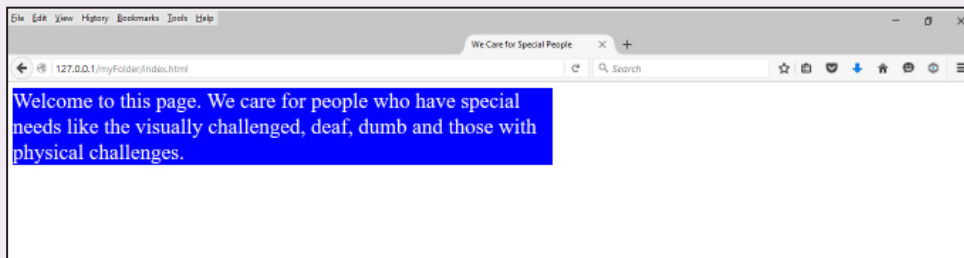 File Edit View History Bookmarks Tools Help
We Care for Special People
127.0.0.1/myFolder/index.html
Search
Welcome to this page. We care for people who have special
needs like the visually challenged, deaf, dumb and those with
physical challenges.